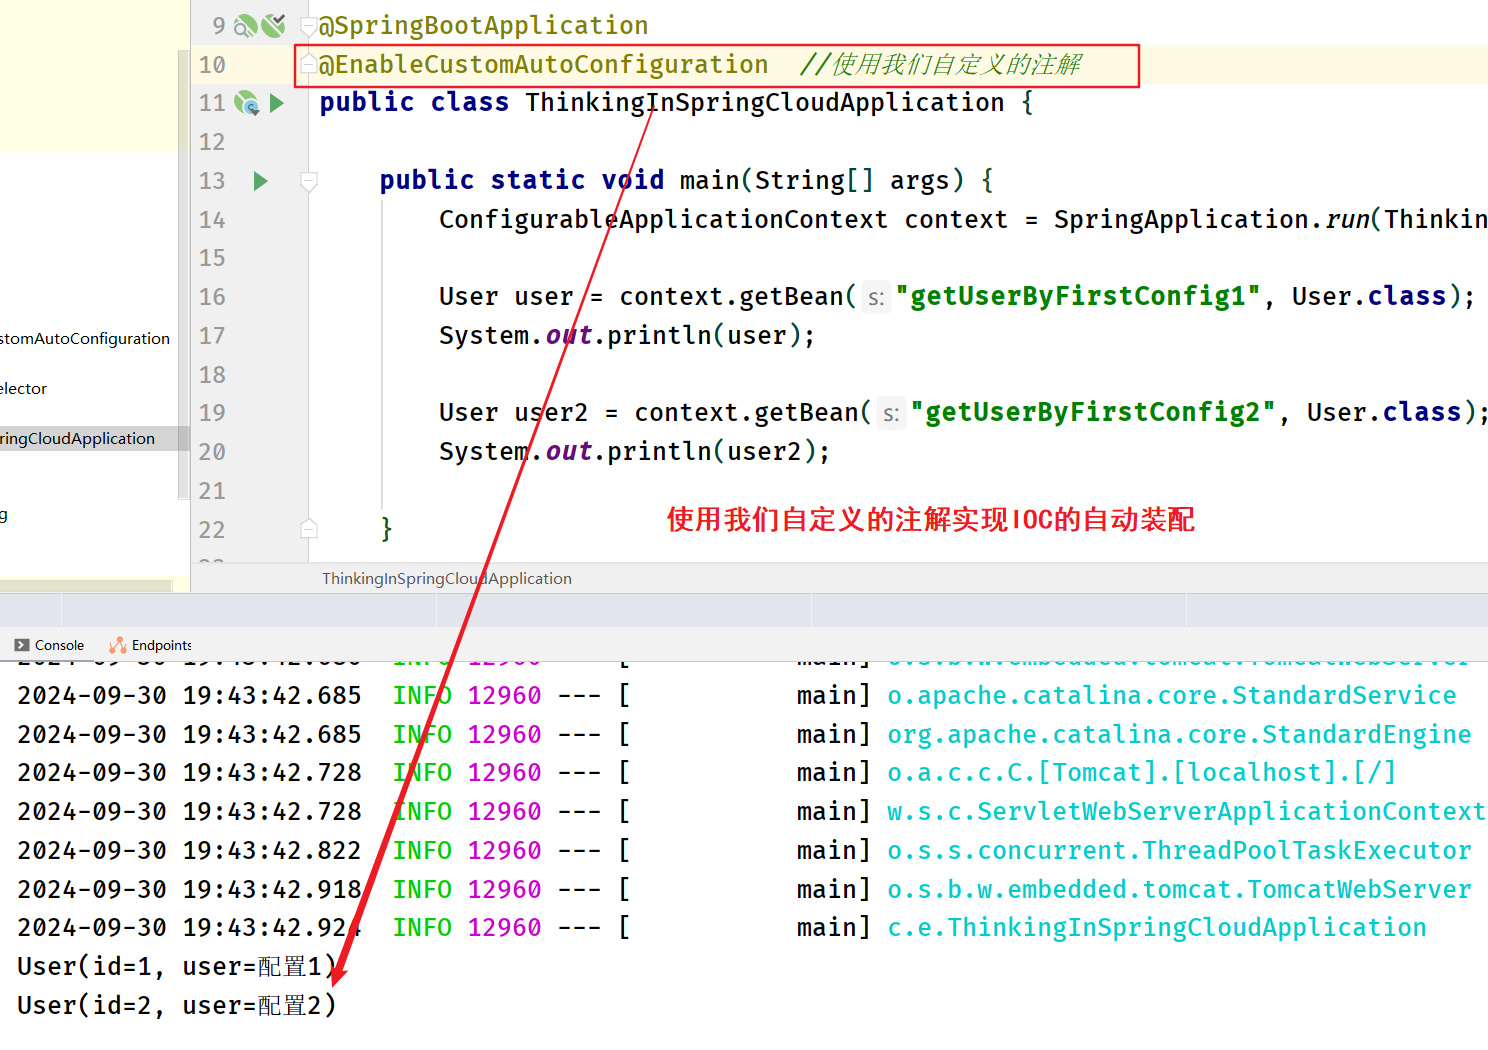 9 @SpringBootApplication
10 @EnableCustomAutoConfiguration //使用我们自定义的注解
11 public class ThinkingInSpringCloudApplication {
12
13 public static void main(String[] args) {
14 ConfigurableApplicationContext context = SpringApplication.run(Thinkin
15
16 User user = context.getBean( s: "getUserByFirstConfig1", User.class);
17 System.out.println(user);
18
19 User user2 = context.getBean( s: "getUserByFirstConfig2", User.class);
20 System.out.println(user2);
21
22 }
使用我们自定义的注解实现IOC的自动装配
stomAutoConfiguration
elector
ringCloudApplication
g
ThinkingInSpringCloudApplication
Console Endpoints
2024-09-30 19:43:42.685 INFO 12960 --- [ main] o.apache.catalina.core.StandardService
2024-09-30 19:43:42.685 INFO 12960 --- [ main] org.apache.catalina.core.StandardEngine
2024-09-30 19:43:42.728 INFO 12960 --- [ main] o.a.c.c.C.[Tomcat].[localhost].[/]
2024-09-30 19:43:42.728 INFO 12960 --- [ main] w.s.c.ServletWebServerApplicationContext
2024-09-30 19:43:42.822 INFO 12960 --- [ main] o.s.s.concurrent.ThreadPoolTaskExecutor
2024-09-30 19:43:42.918 INFO 12960 --- [ main] o.s.b.w.embedded.tomcat.TomcatWebServer
2024-09-30 19:43:42.924 INFO 12960 --- [ main] c.e.ThinkingInSpringCloudApplication
User(id=1, user=配置1)
User(id=2, user=配置2)